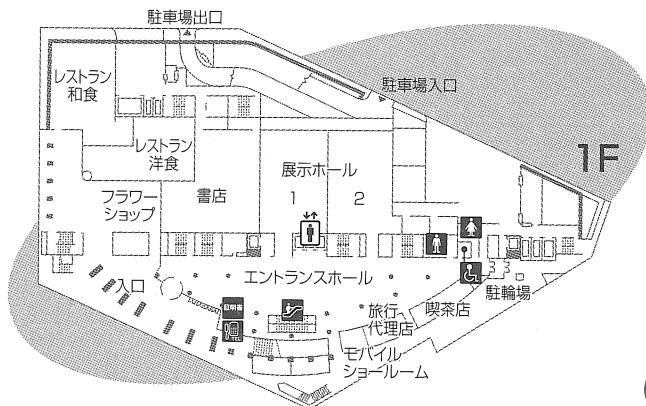 駐車場出口
レストラン
和食
駐車場入口
レストラン
洋食
1F
展示ホール
1 2
フラワー
ショップ
書店
エントランスホール
入口
駐輪場
喫茶店
旅行
代理店
モバイル
ショールーム